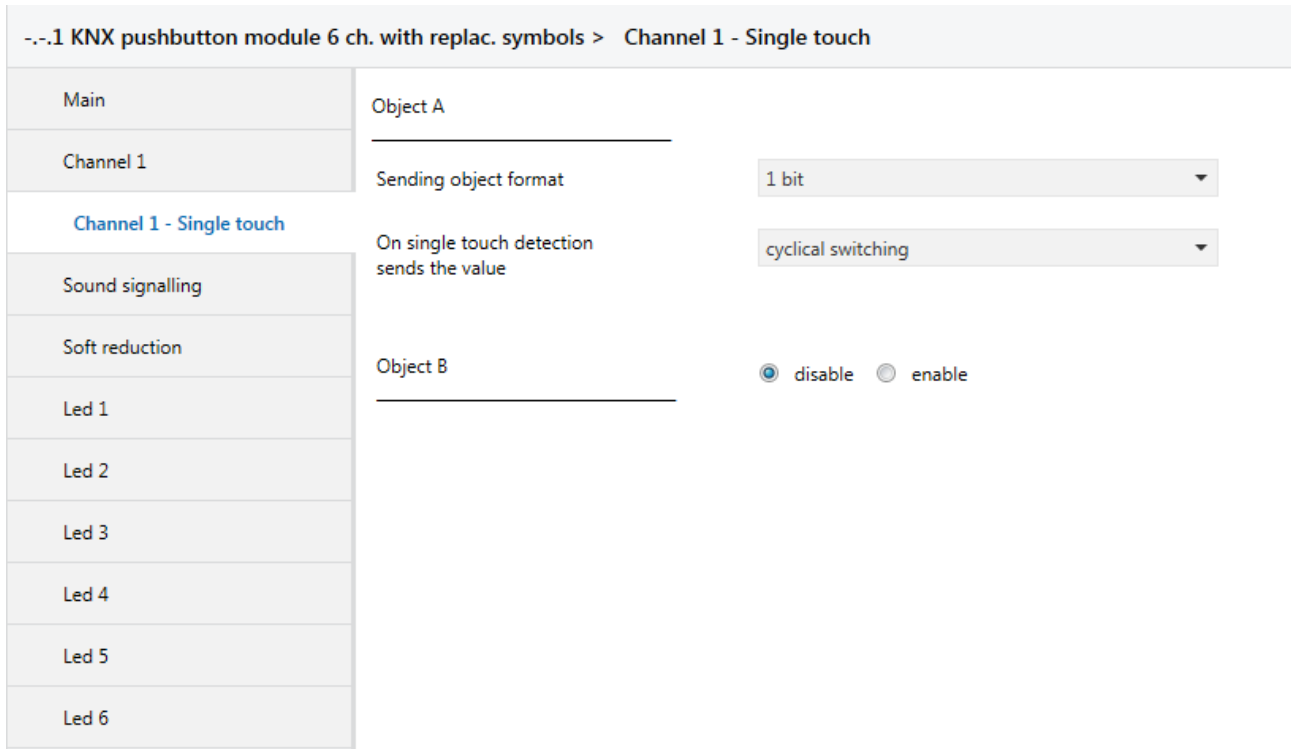 -.-.1 KNX pushbutton module 6 ch. with replac. symbols > Channel 1 - Single touch
Main
Channel 1
Channel 1 - Single touch
Sound signalling
Soft reduction
Led 1
Led 2
Led 3
Led 4
Led 5
Led 6
Object A
Sending object format
1 bit
On single touch detection
sends the value
cyclical switching
Object B
disable enable